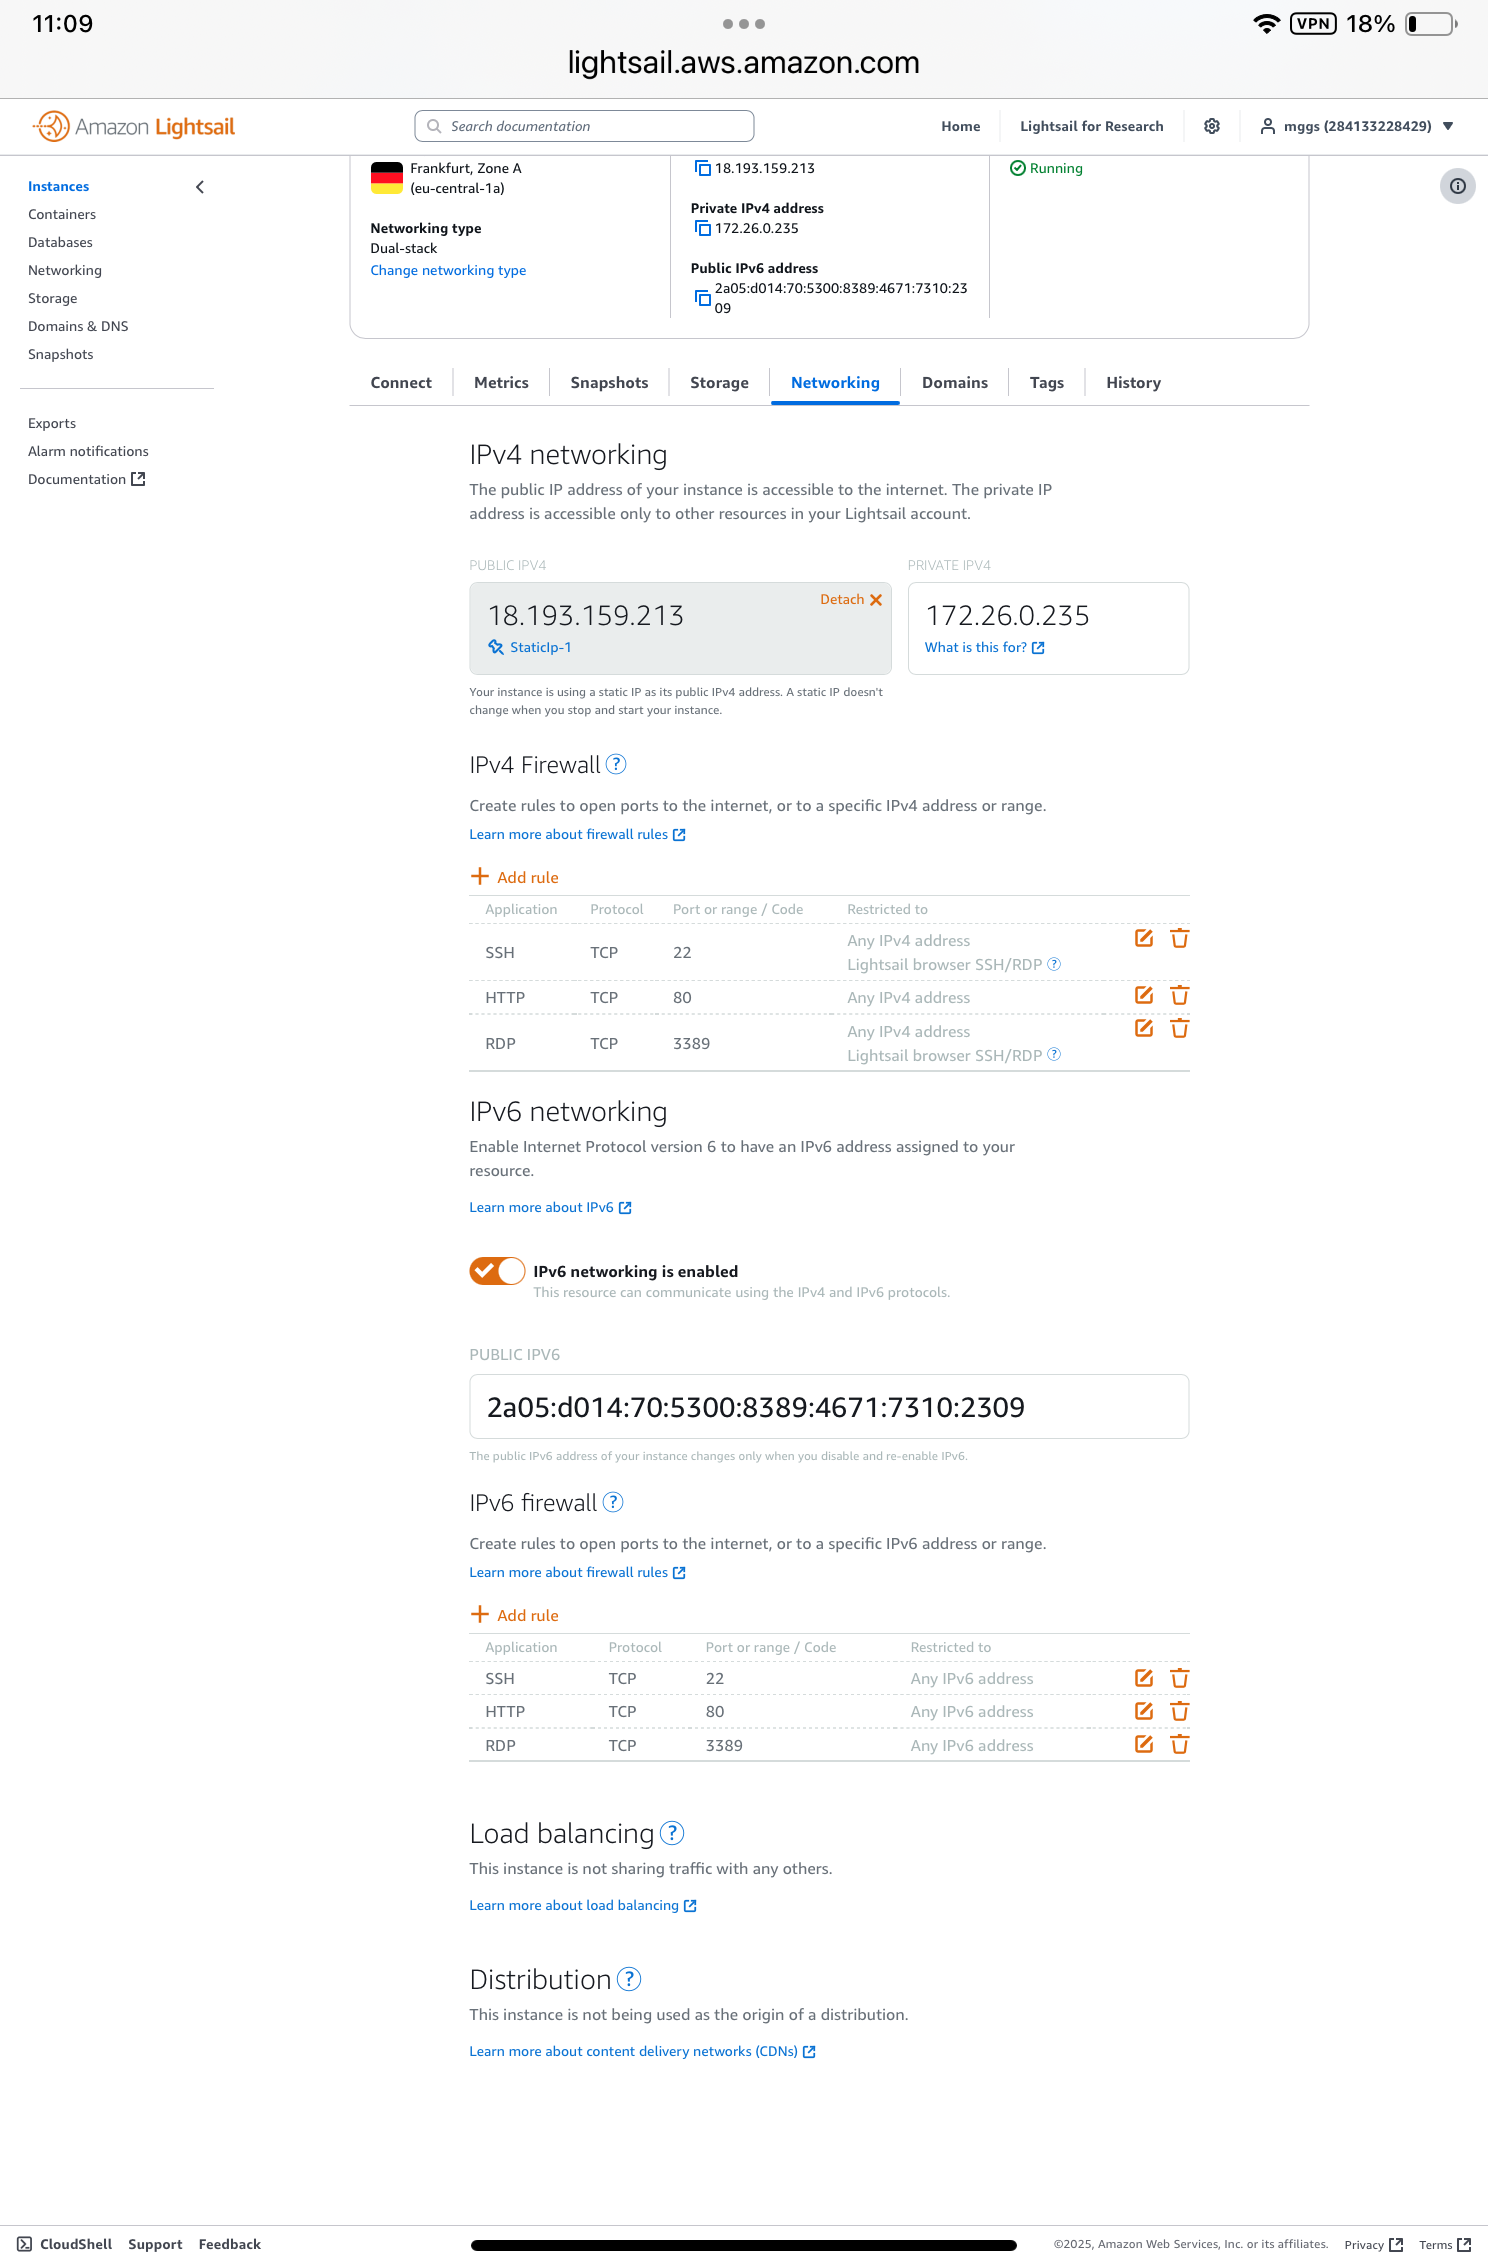 11:09
VPN 18%
lightsail.aws.amazon.com
Amazon Lightsail
Search documentation
Home
Lightsail for Research
mggs (284133228429)
Instances
Containers
Databases
Networking
Storage
Domains & DNS
Snapshots
Exports
Alarm notifications
Documentation
Frankfurt, Zone A
(eu-central-1a)
Networking type
Dual-stack
Change networking type
18.193.159.213
Private IPv4 address
172.26.0.235
Public IPv6 address
2a05:d014:70:5300:8389:4671:7310:23
09
Running
Connect Metrics Snapshots Storage Networking Domains Tags History
IPv4 networking
The public IP address of your instance is accessible to the internet. The private IP
address is accessible only to other resources in your Lightsail account.
PUBLIC IPV4
18.193.159.213
Detach
StaticIp-1
PRIVATE IPV4
172.26.0.235
What is this for?
Your instance is using a static IP as its public IPv4 address. A static IP doesn't
change when you stop and start your instance.
IPv4 Firewall ?
Create rules to open ports to the internet, or to a specific IPv4 address or range.
Learn more about firewall rules
+ Add rule
Application Protocol Port or range / Code Restricted to
SSH TCP 22 Any IPv4 address
Lightsail browser SSH/RDP ?
HTTP TCP 80 Any IPv4 address
RDP TCP 3389 Any IPv4 address
Lightsail browser SSH/RDP ?
IPv6 networking
Enable Internet Protocol version 6 to have an IPv6 address assigned to your
resource.
Learn more about IPv6
IPv6 networking is enabled
This resource can communicate using the IPv4 and IPv6 protocols.
PUBLIC IPV6
2a05:d014:70:5300:8389:4671:7310:2309
The public IPv6 address of your instance changes only when you disable and re-enable IPv6.
IPv6 firewall ?
Create rules to open ports to the internet, or to a specific IPv6 address or range.
Learn more about firewall rules
+ Add rule
Application Protocol Port or range / Code Restricted to
SSH TCP 22 Any IPv6 address
HTTP TCP 80 Any IPv6 address
RDP TCP 3389 Any IPv6 address
Load balancing ?
This instance is not sharing traffic with any others.
Learn more about load balancing
Distribution ?
This instance is not being used as the origin of a distribution.
Learn more about content delivery networks (CDNs)
CloudShell Support Feedback
©2025, Amazon Web Services, Inc. or its affiliates. Privacy Terms